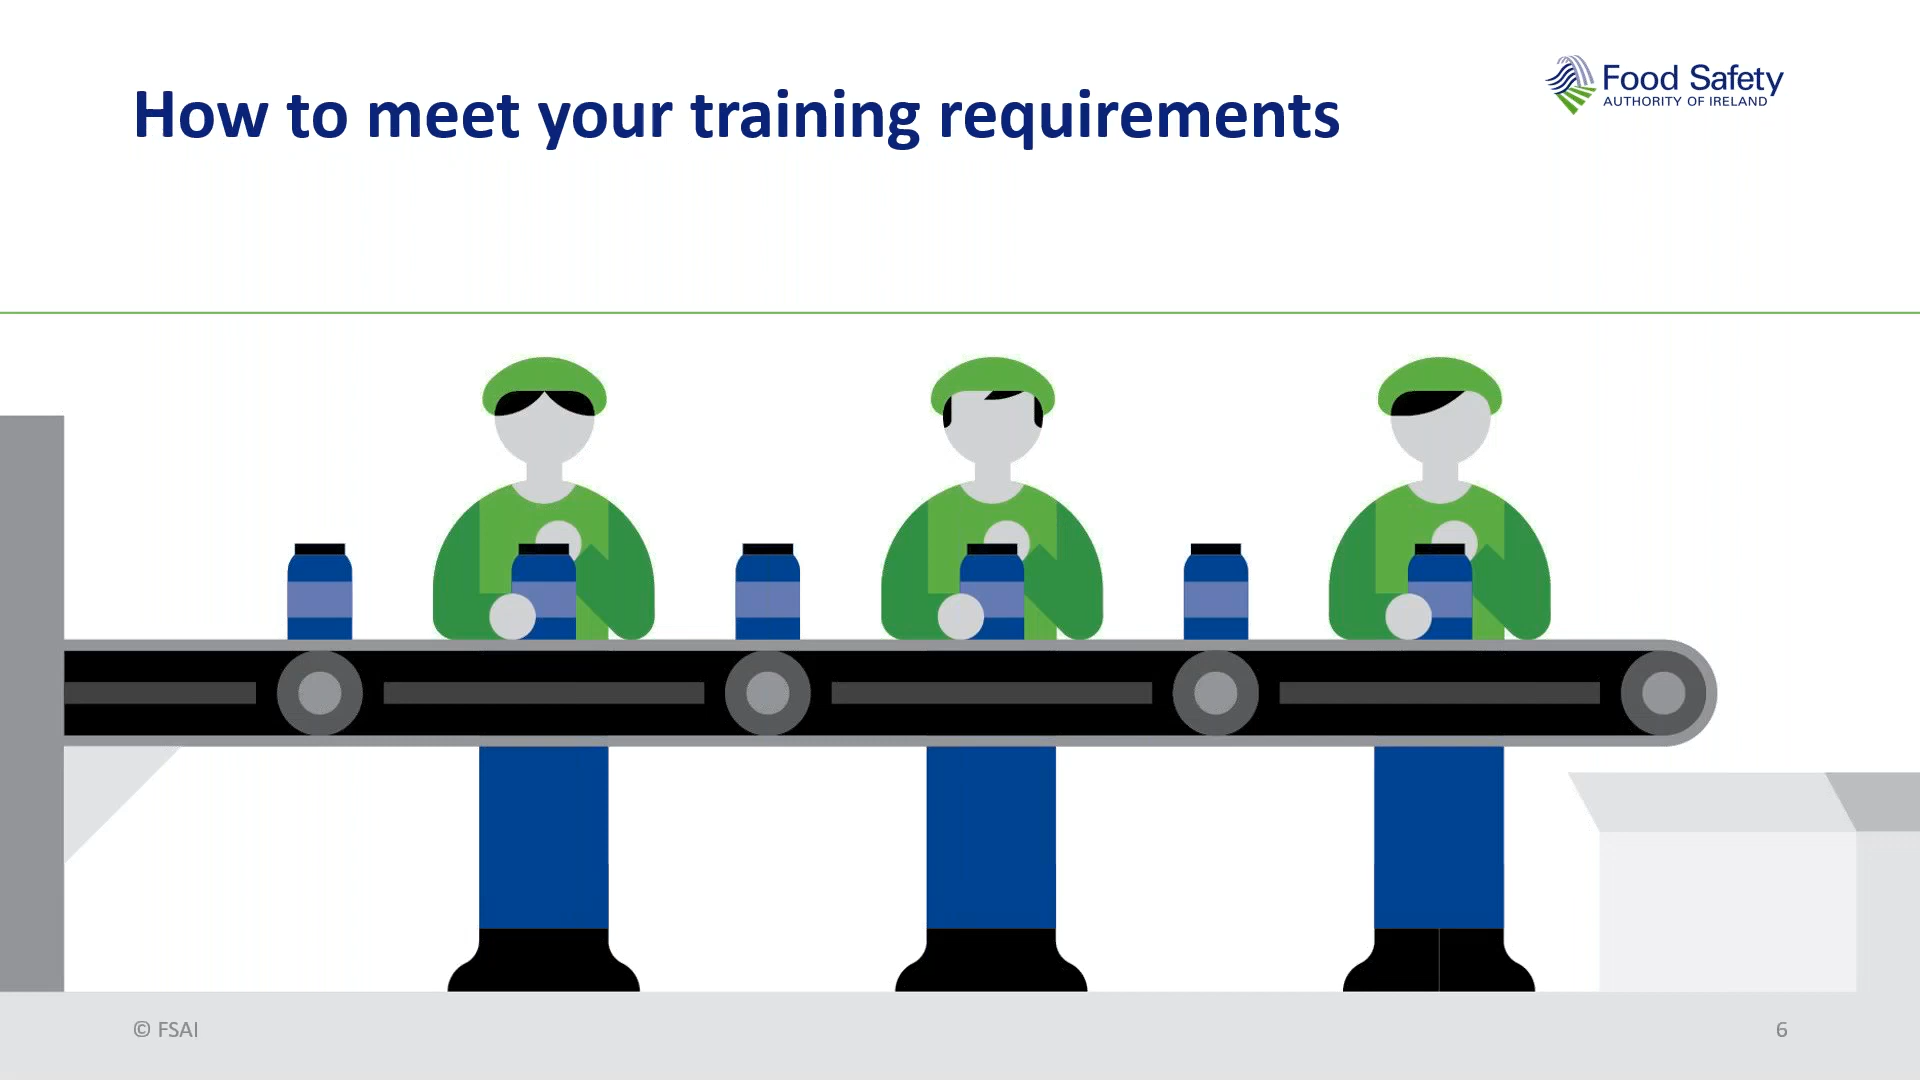 How to meet your training requirements
Food Safety
AUTHORITY OF IRELAND
© FSAI
6